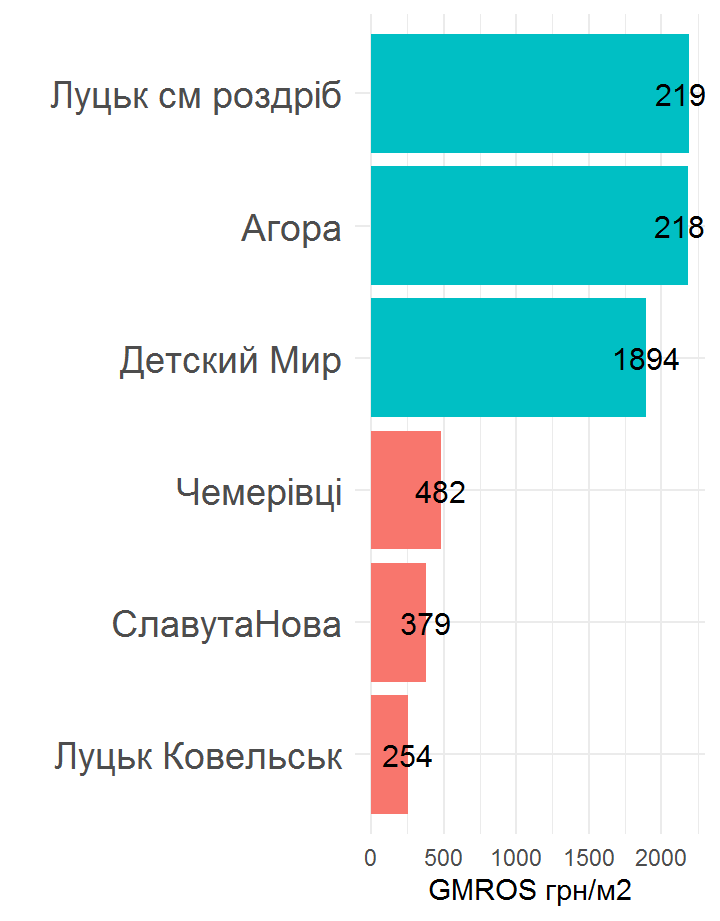 Луцьк см роздріб
219
Агора
218
Детский Мир
1894
Чемерівці
482
СлавутаНова
379
Луцьк Ковельськ
254
0 500 1000 1500 2000
GMROS грн/м2